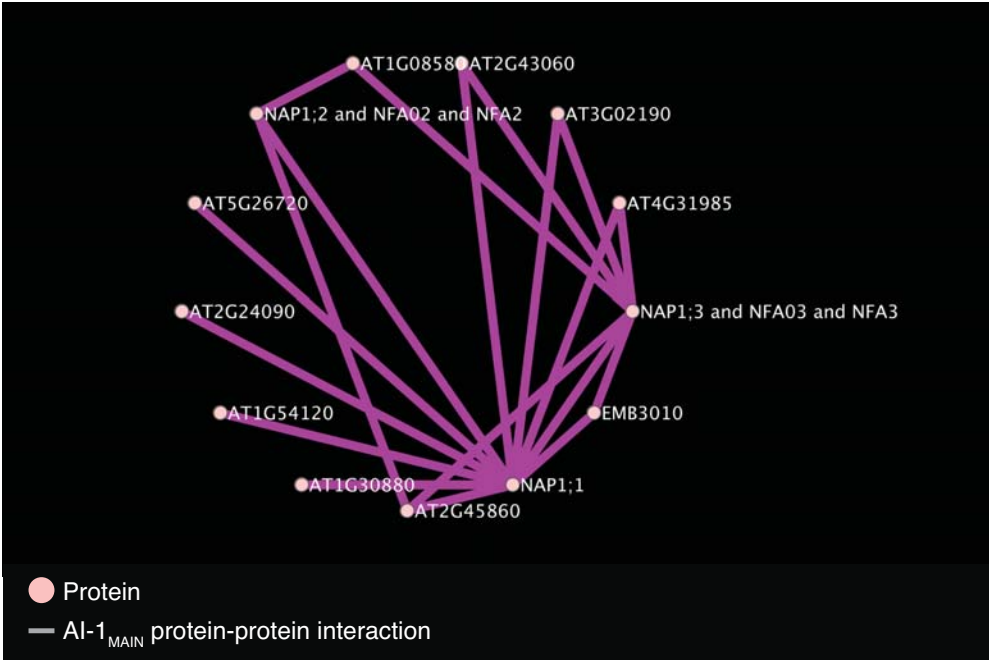 AT1G0858
AT2G43060
NAP1;2 and NFA02 and NFA2
AT3G02190
AT5G26720
AT4G31985
AT2G24090
NAP1;3 and NFA03 and NFA3
AT1G54120
EMB3010
AT1G30880
NAP1;1
AT2G45860
Protein
AI-1MAIN protein-protein interaction